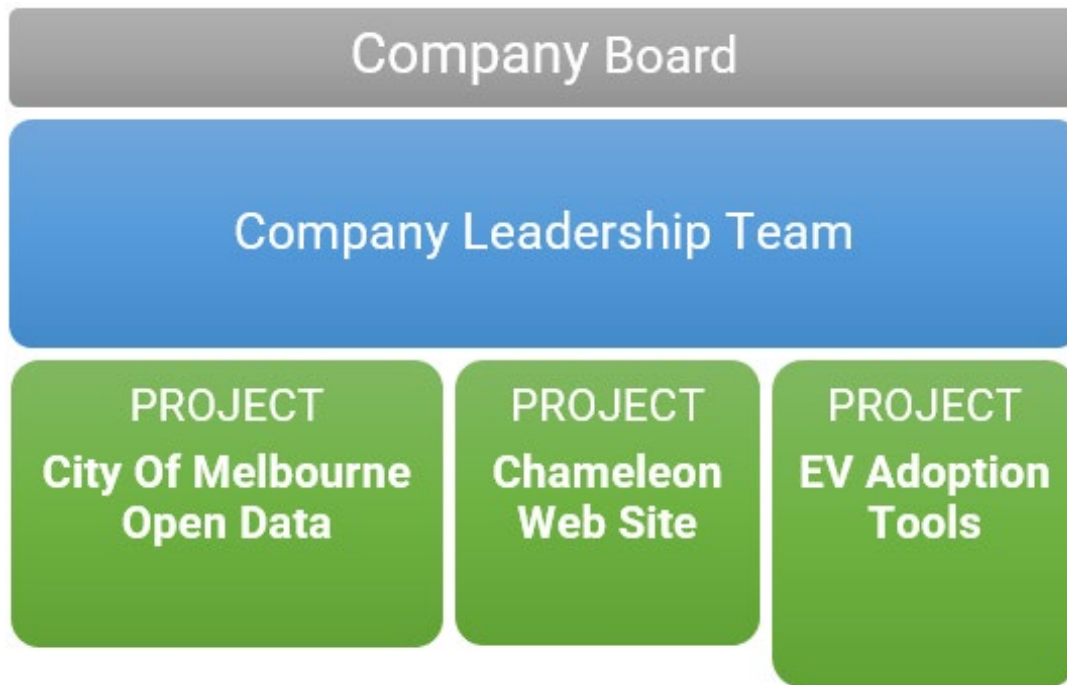 Company Board
Company Leadership Team
PROJECT
City Of Melbourne
Open Data
PROJECT
Chameleon
Web Site
PROJECT
EV Adoption
Tools